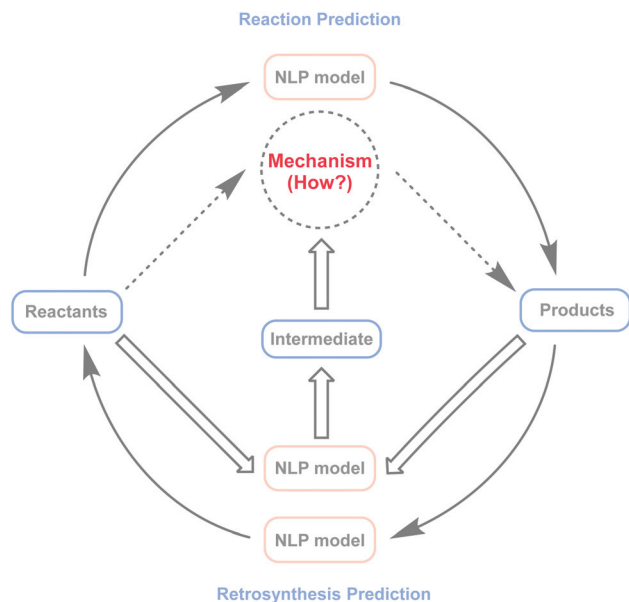 Reaction Prediction
NLP model
Mechanism
(How?)
Reactants
Products
Intermediate
NLP model
NLP model
Retrosynthesis Prediction